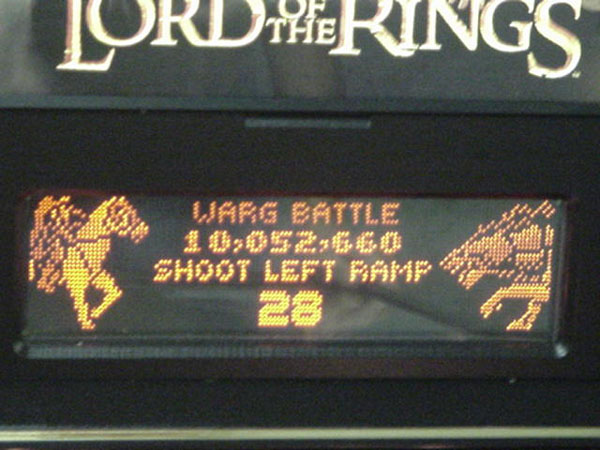 LORD OF THE RINGS
WARG BATTLE
10,052,660
SHOOT LEFT RAMP
28